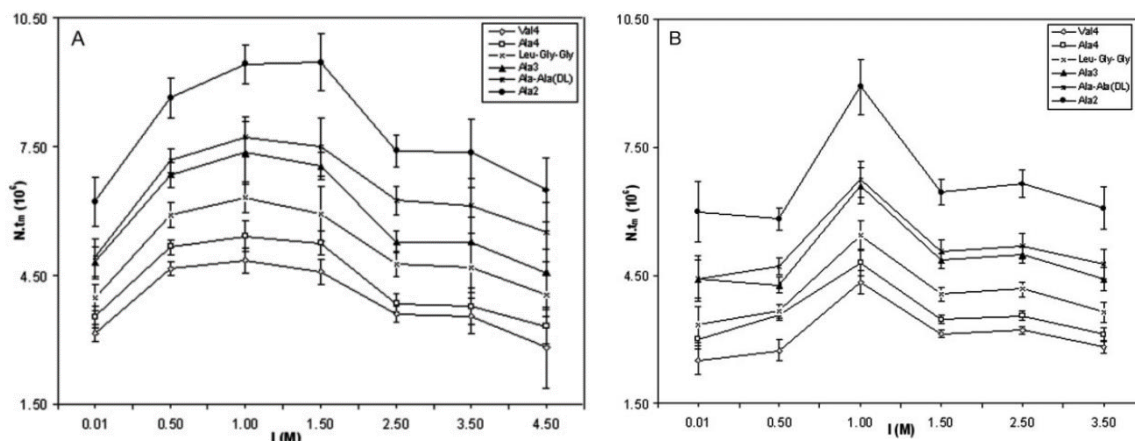 A
Val4
Ala4
Leu-Gly-Gly
Ala3
Ala-Ala(DL)
Ala2
10.50
7.50
4.50
1.50
N.tₘ (10⁶)
0.01 0.50 1.00 1.50 2.50 3.50 4.50
I (M)
B
Val4
Ala4
Leu-Gly-Gly
Ala3
Ala-Ala(DL)
Ala2
10.50
7.50
4.50
1.50
N.tₘ (10⁶)
0.01 0.50 1.00 1.50 2.50 3.50
I (M)